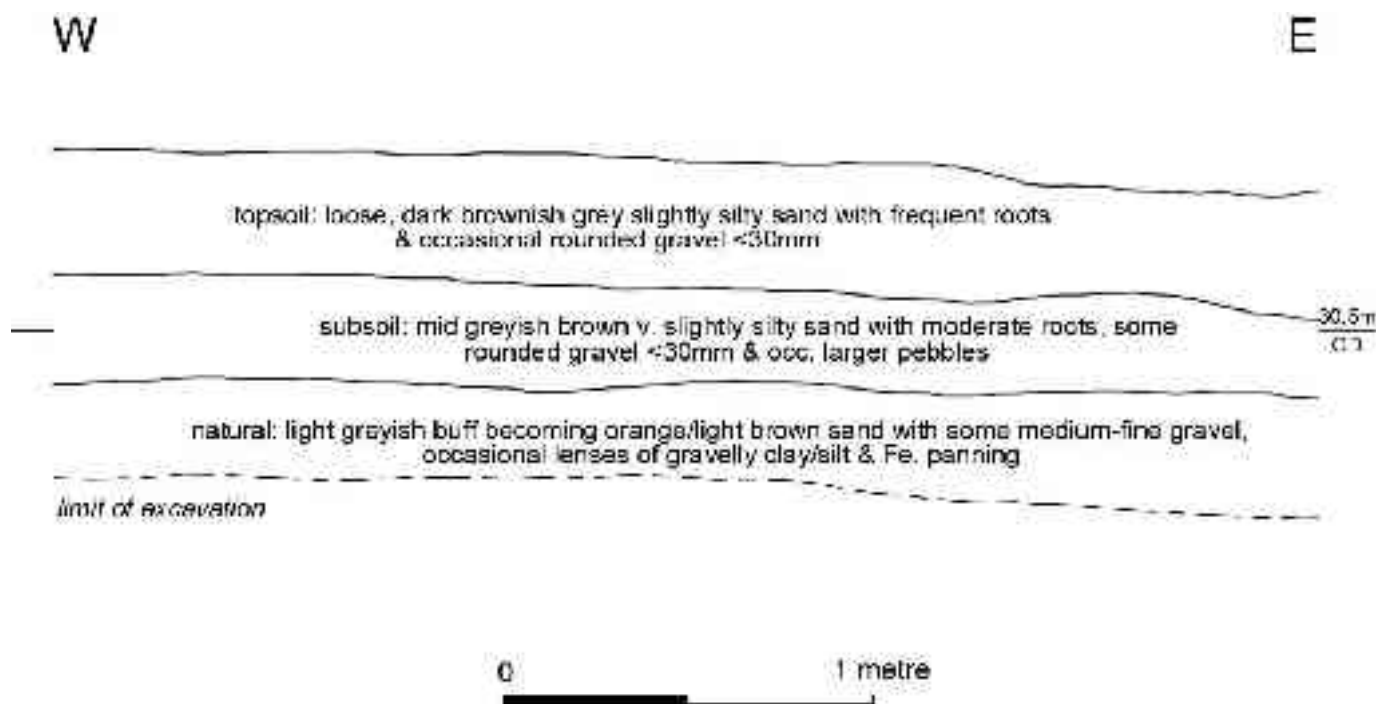 W
E
topsoil: loose, dark brownish grey slightly silty sand with frequent roots
& occasional rounded gravel <30mm
subsoil: mid greyish brown v. slightly silty sand with moderate roots, some
rounded gravel <30mm & occ. larger pebbles
30.5m
natural: light greyish buff becoming orange/light brown sand with some medium-fine gravel,
occasional lenses of gravelly clay/silt & Fe. panning
limit of excavation
0
1 metre